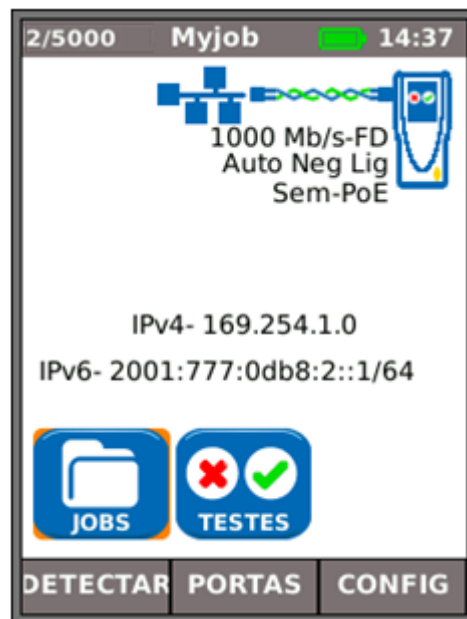 2/5000 Myjob 14:37
1000 Mb/s-FD
Auto Neg Lig
Sem-PoE
IPv4- 169.254.1.0
IPv6- 2001:777:0db8:2::1/64
JOBS TESTES
DETECTAR PORTAS CONFIG